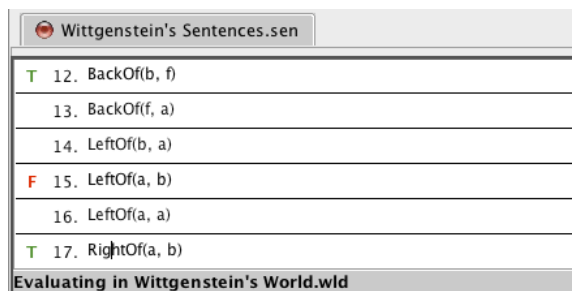 Wittgenstein's Sentences.sen
T 12. BackOf(b, f)
13. BackOf(f, a)
14. LeftOf(b, a)
F 15. LeftOf(a, b)
16. LeftOf(a, a)
T 17. RightOf(a, b)
Evaluating in Wittgenstein's World.wld